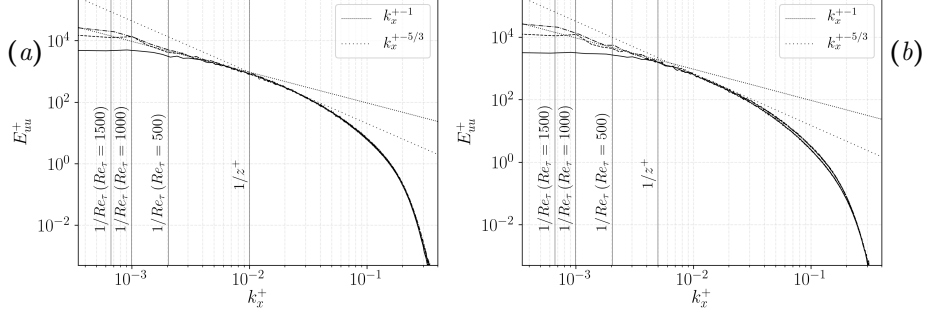 (a)
E_{uu}^+
10^4
10^2
10^0
10^{-2}
k_x^{+-1}
k_x^{+-5/3}
1/Re_τ (Re_τ = 1500)
1/Re_τ (Re_τ = 1000)
1/Re_τ (Re_τ = 500)
1/z^+
10^{-3}
10^{-2}
10^{-1}
k_x^+
E_{uu}^+
10^4
10^2
10^0
10^{-2}
k_x^{+-1}
k_x^{+-5/3}
1/Re_τ (Re_τ = 1500)
1/Re_τ (Re_τ = 1000)
1/Re_τ (Re_τ = 500)
1/z^+
10^{-3}
10^{-2}
10^{-1}
k_x^+
(b)